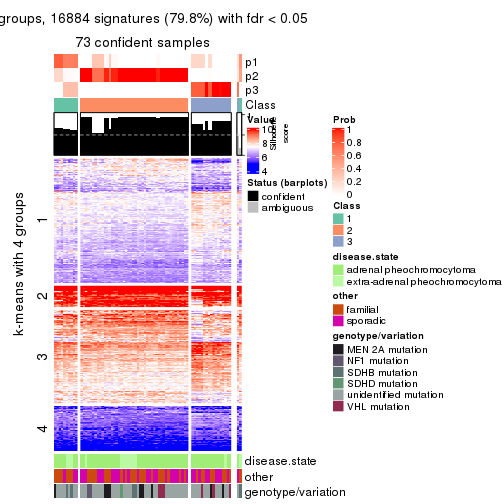 groups, 16884 signatures (79.8%) with fdr < 0.05
73 confident samples
p1
p2
p3
Class
1
Silhouette
score
k-means with 4 groups
1
2
3
4
disease.state
other
genotype/variation
Value
10
8
6
4
Status (barplots)
confident
ambiguous
Prob
1
0.8
0.6
0.4
0.2
0
Class
1
2
3
disease.state
adrenal pheochromocytoma
extra-adrenal pheochromocytoma
other
familial
sporadic
genotype/variation
MEN 2A mutation
NF1 mutation
SDHB mutation
SDHD mutation
unidentified mutation
VHL mutation